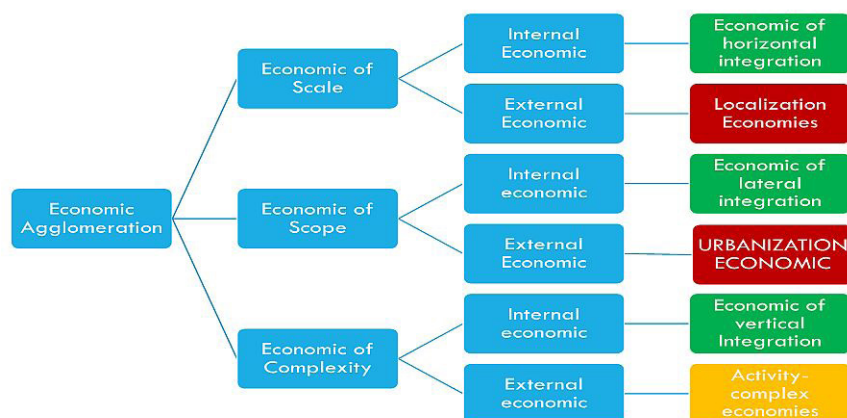 Economic
Agglomeration
Economic of
Scale
Internal
Economic
Economic of
horizontal
integration
External
Economic
Localization
Economies
Economic of
Scope
Internal
economic
Economic of
lateral
integration
External
Economic
URBANIZATION
ECONOMIC
Economic of
Complexity
Internal
economic
Economic of
vertical
Integration
External
economic
Activity-
complex
economies